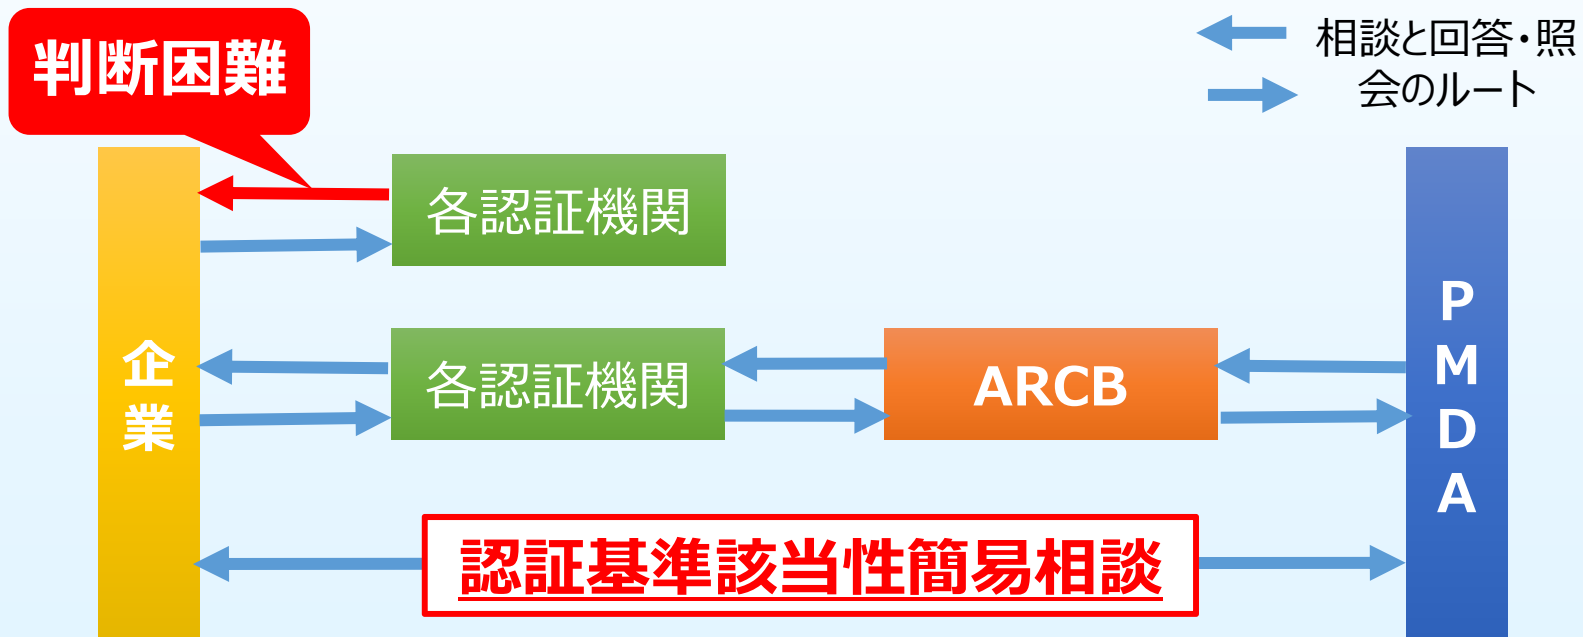 判断困難
相談と回答・照
会のルート
各認証機関
企
業
各認証機関
ARCB
P
M
D
A
認証基準該当性簡易相談